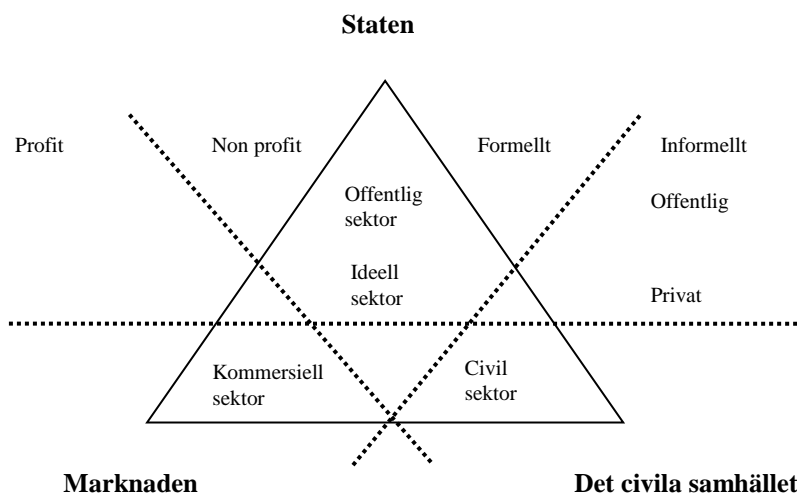 Staten
Profit
Non profit
Formellt
Informellt
Offentlig
sektor
Offentlig
Ideell
sektor
Privat
Kommersiell
sektor
Civil
sektor
Marknaden
Det civila samhället